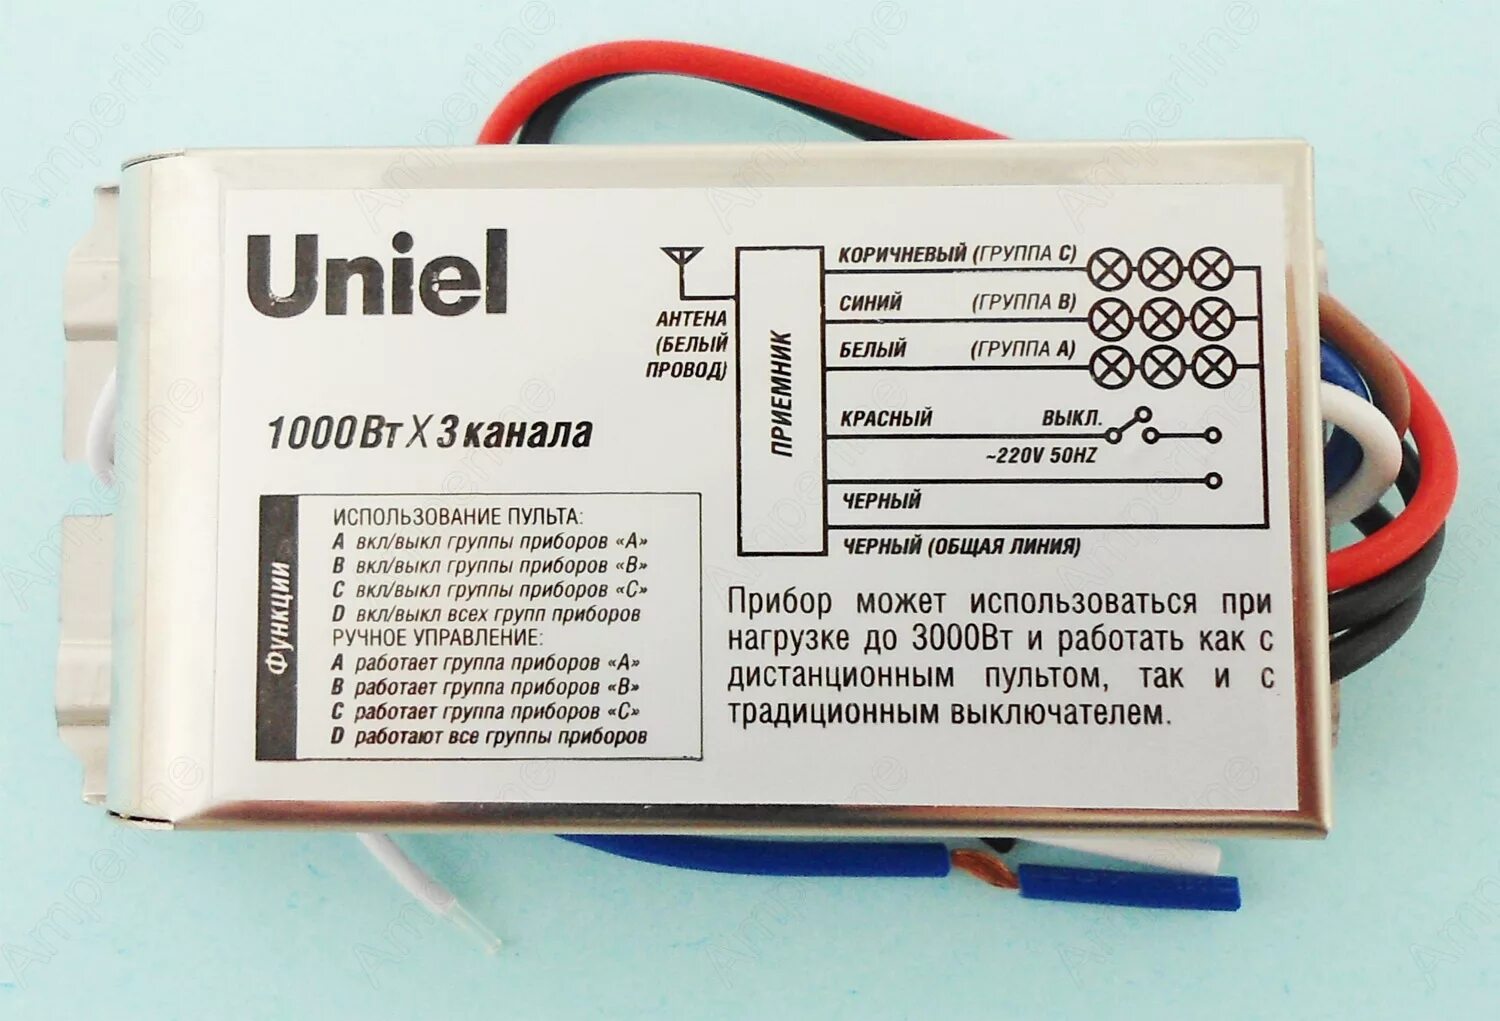 Uniel
1000Вт X 3 канала
Функции
ИСПОЛЬЗОВАНИЕ ПУЛЬТА:
A вкл/выкл группы приборов «А»
B вкл/выкл группы приборов «В»
C вкл/выкл группы приборов «С»
D вкл/выкл всех групп приборов
РУЧНОЕ УПРАВЛЕНИЕ:
A работает группа приборов «А»
B работает группа приборов «В»
C работает группа приборов «С»
D работают все группы приборов
АНТЕНА
(БЕЛЫЙ
ПРОВОД)
ПРИЕМНИК
КОРИЧНЕВЫЙ (ГРУППА С)
СИНИЙ (ГРУППА В)
БЕЛЫЙ (ГРУППА А)
КРАСНЫЙ ВЫКЛ.
~220V 50HZ
ЧЕРНЫЙ
ЧЕРНЫЙ (ОБЩАЯ ЛИНИЯ)
Прибор может использоваться при
нагрузке до 3000Вт и работать как с
дистанционным пультом, так и с
традиционным выключателем.
Amperline